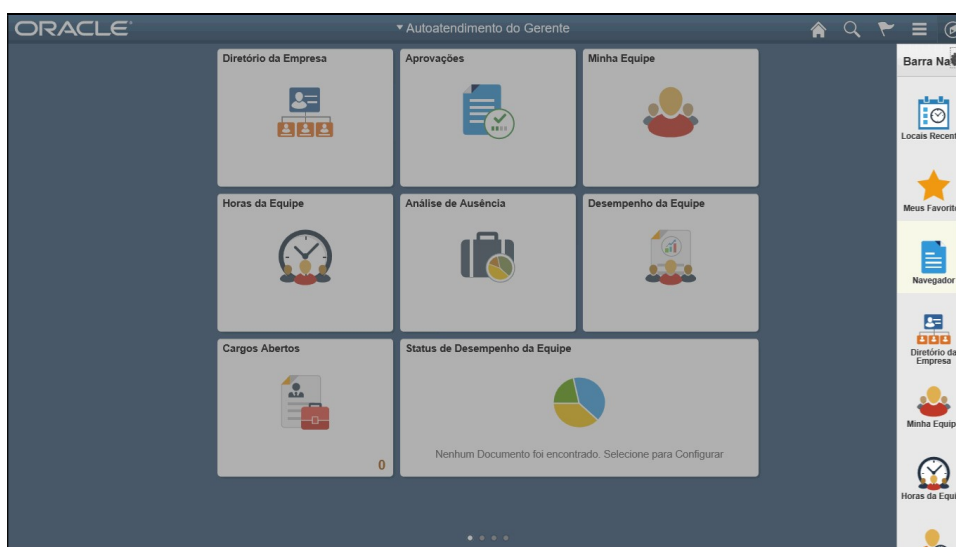 ORACLE
Autoatendimento do Gerente
Diretório da Empresa
Aprovações
Minha Equipe
Horas da Equipe
Análise de Ausência
Desempenho da Equipe
Cargos Abertos
0
Status de Desempenho da Equipe
Nenhum Documento foi encontrado. Selecione para Configurar
Barra Na
Locais Recent
Meus Favorit
Navegador
Diretório da
Empresa
Minha Equip
Horas da Equi